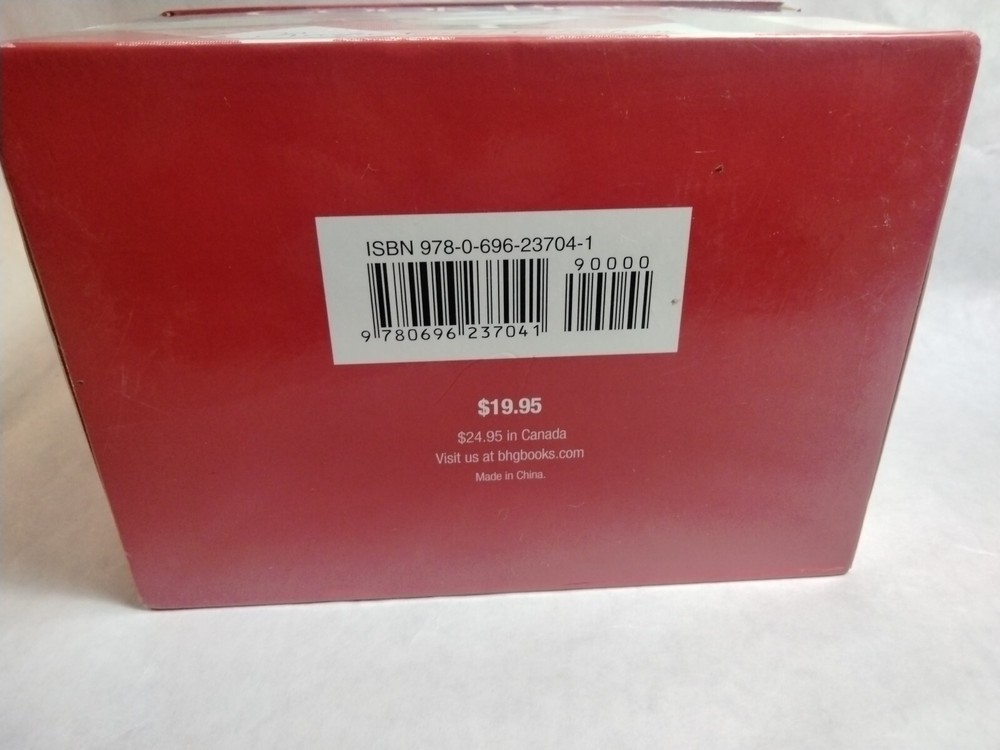 ISBN 978-0-696-23704-1
90000
9 780696 237041
$19.95
$24.95 in Canada
Visit us at bhgbooks.com
Made in China.